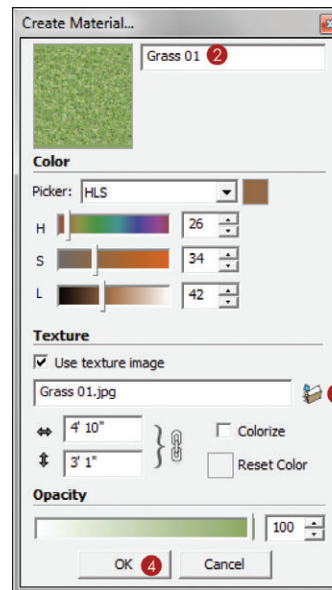 Create Material...
Grass 01 2
Color
Picker: HLS
H 26
S 34
L 42
Texture
Use texture image
Grass 01.jpg
4' 10"
Colorize
3' 1"
Reset Color
Opacity
100
OK 4 Cancel